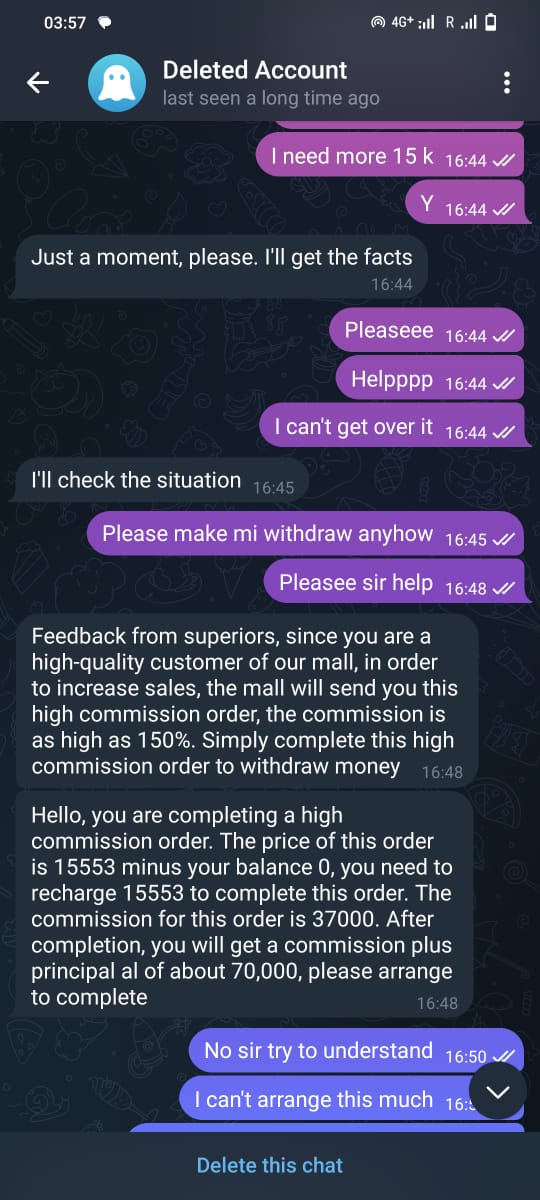 03:57
4G+
R
Deleted Account
last seen a long time ago
I need more 15 k 16:44
Y 16:44
Just a moment, please. I'll get the facts
16:44
Pleaseee 16:44
Helpppp 16:44
I can't get over it 16:44
I'll check the situation 16:45
Please make mi withdraw anyhow 16:45
Pleasee sir help 16:48
Feedback from superiors, since you are a
high-quality customer of our mall, in order
to increase sales, the mall will send you this
high commission order, the commission is
as high as 150%. Simply complete this high
commission order to withdraw money 16:48
Hello, you are completing a high
commission order. The price of this order
is 15553 minus your balance 0, you need to
recharge 15553 to complete this order. The
commission for this order is 37000. After
completion, you will get a commission plus
principal al of about 70,000, please arrange
to complete
16:48
No sir try to understand 16:50
I can't arrange this much
Delete this chat